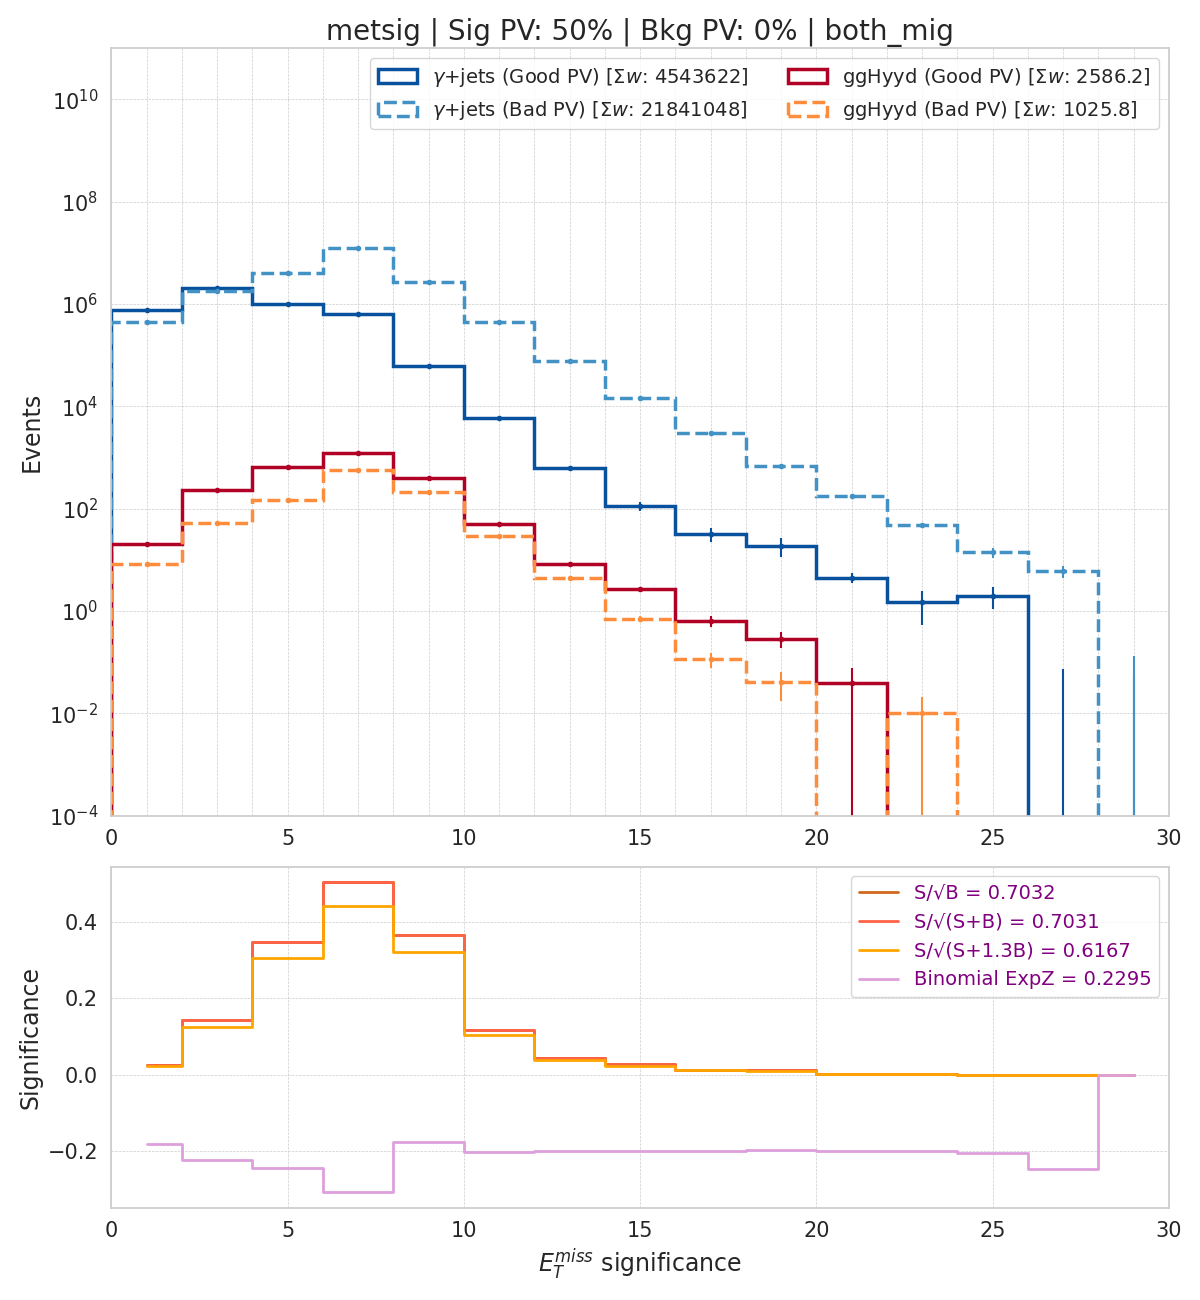 metsig | Sig PV: 50% | Bkg PV: 0% | both_mig
γ+jets (Good PV) [Σw: 4543622]
γ+jets (Bad PV) [Σw: 21841048]
ggHyyd (Good PV) [Σw: 2586.2]
ggHyyd (Bad PV) [Σw: 1025.8]
Events
10^10
10^8
10^6
10^4
10^2
10^0
10^−2
10^−4
0 5 10 15 20 25 30
S/√B = 0.7032
S/√(S+B) = 0.7031
S/√(S+1.3B) = 0.6167
Binomial ExpZ = 0.2295
Significance
0.4
0.2
0.0
−0.2
0 5 10 15 20 25 30
E_T^miss significance